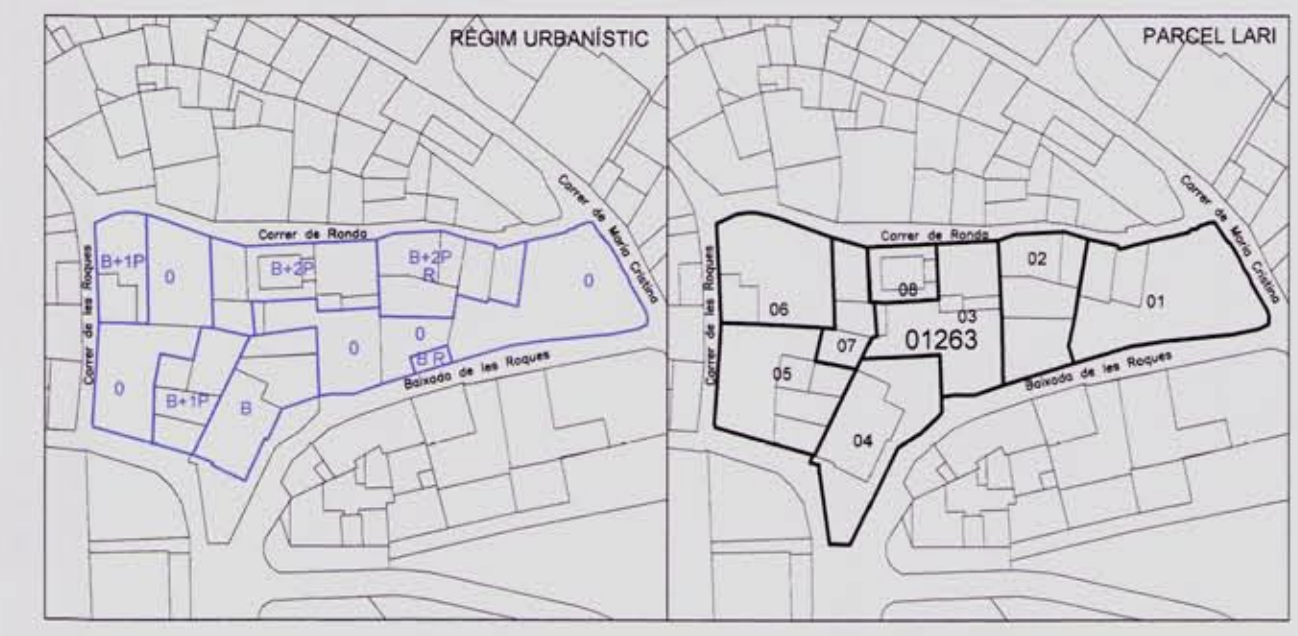 RÈGIM URBANÍSTIC
Carrer de Maria Cristina
Carrer de Ronda
Carrer de les Roques
B+1P
0
B+2P
B+2P
R
0
0
0
B R
Baixada de les Roques
0
B+1P
B
PARCEL LARI
Carrer de Maria Cristina
Carrer de Ronda
02
08
01
06
03
01263
Carrer de les Roques
07
Baixada de les Roques
05
04